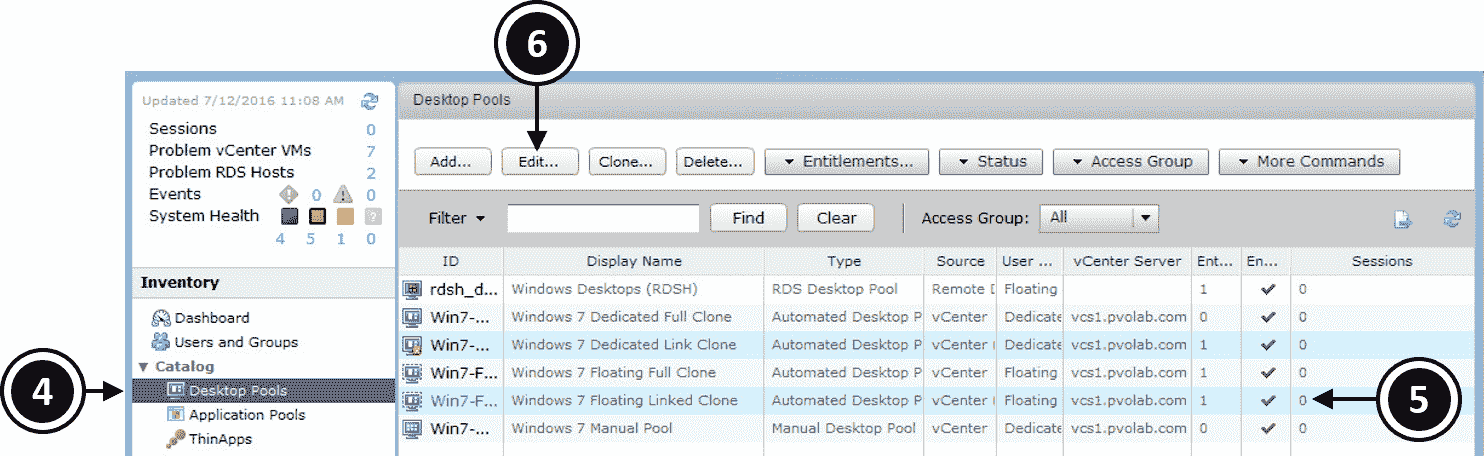 6
Updated 7/12/2016 11:08 AM
Sessions 0
Problem vCenter VMs 7
Problem RDS Hosts 2
Events 0 0
System Health ?
4 5 1 0
Inventory
Dashboard
Users and Groups
Catalog
4
Desktop Pools
Application Pools
ThinApps
Desktop Pools
Add... Edit... Clone... Delete... Entitlements... Status Access Group More Commands
Filter Find Clear Access Group: All
ID Display Name Type Source User ... vCenter Server Ent... En... Sessions
rdsh_d... Windows Desktops (RDSH) RDS Desktop Pool Remote D Floating 1 0
Win7-... Windows 7 Dedicated Full Clone Automated Desktop P vCenter Dedicate vcs1.pvolab.com 0 0
Win7-... Windows 7 Dedicated Link Clone Automated Desktop P vCenter ( Dedicate vcs1.pvolab.com 1 0
Win7-F... Windows 7 Floating Full Clone Automated Desktop P vCenter Floating vcs1.pvolab.com 1 0
Win7-F... Windows 7 Floating Linked Clone Automated Desktop P vCenter ( Floating vcs1.pvolab.com 1 0
5
Win7-... Windows 7 Manual Pool Manual Desktop Pool vCenter Dedicate vcs1.pvolab.com 0 0